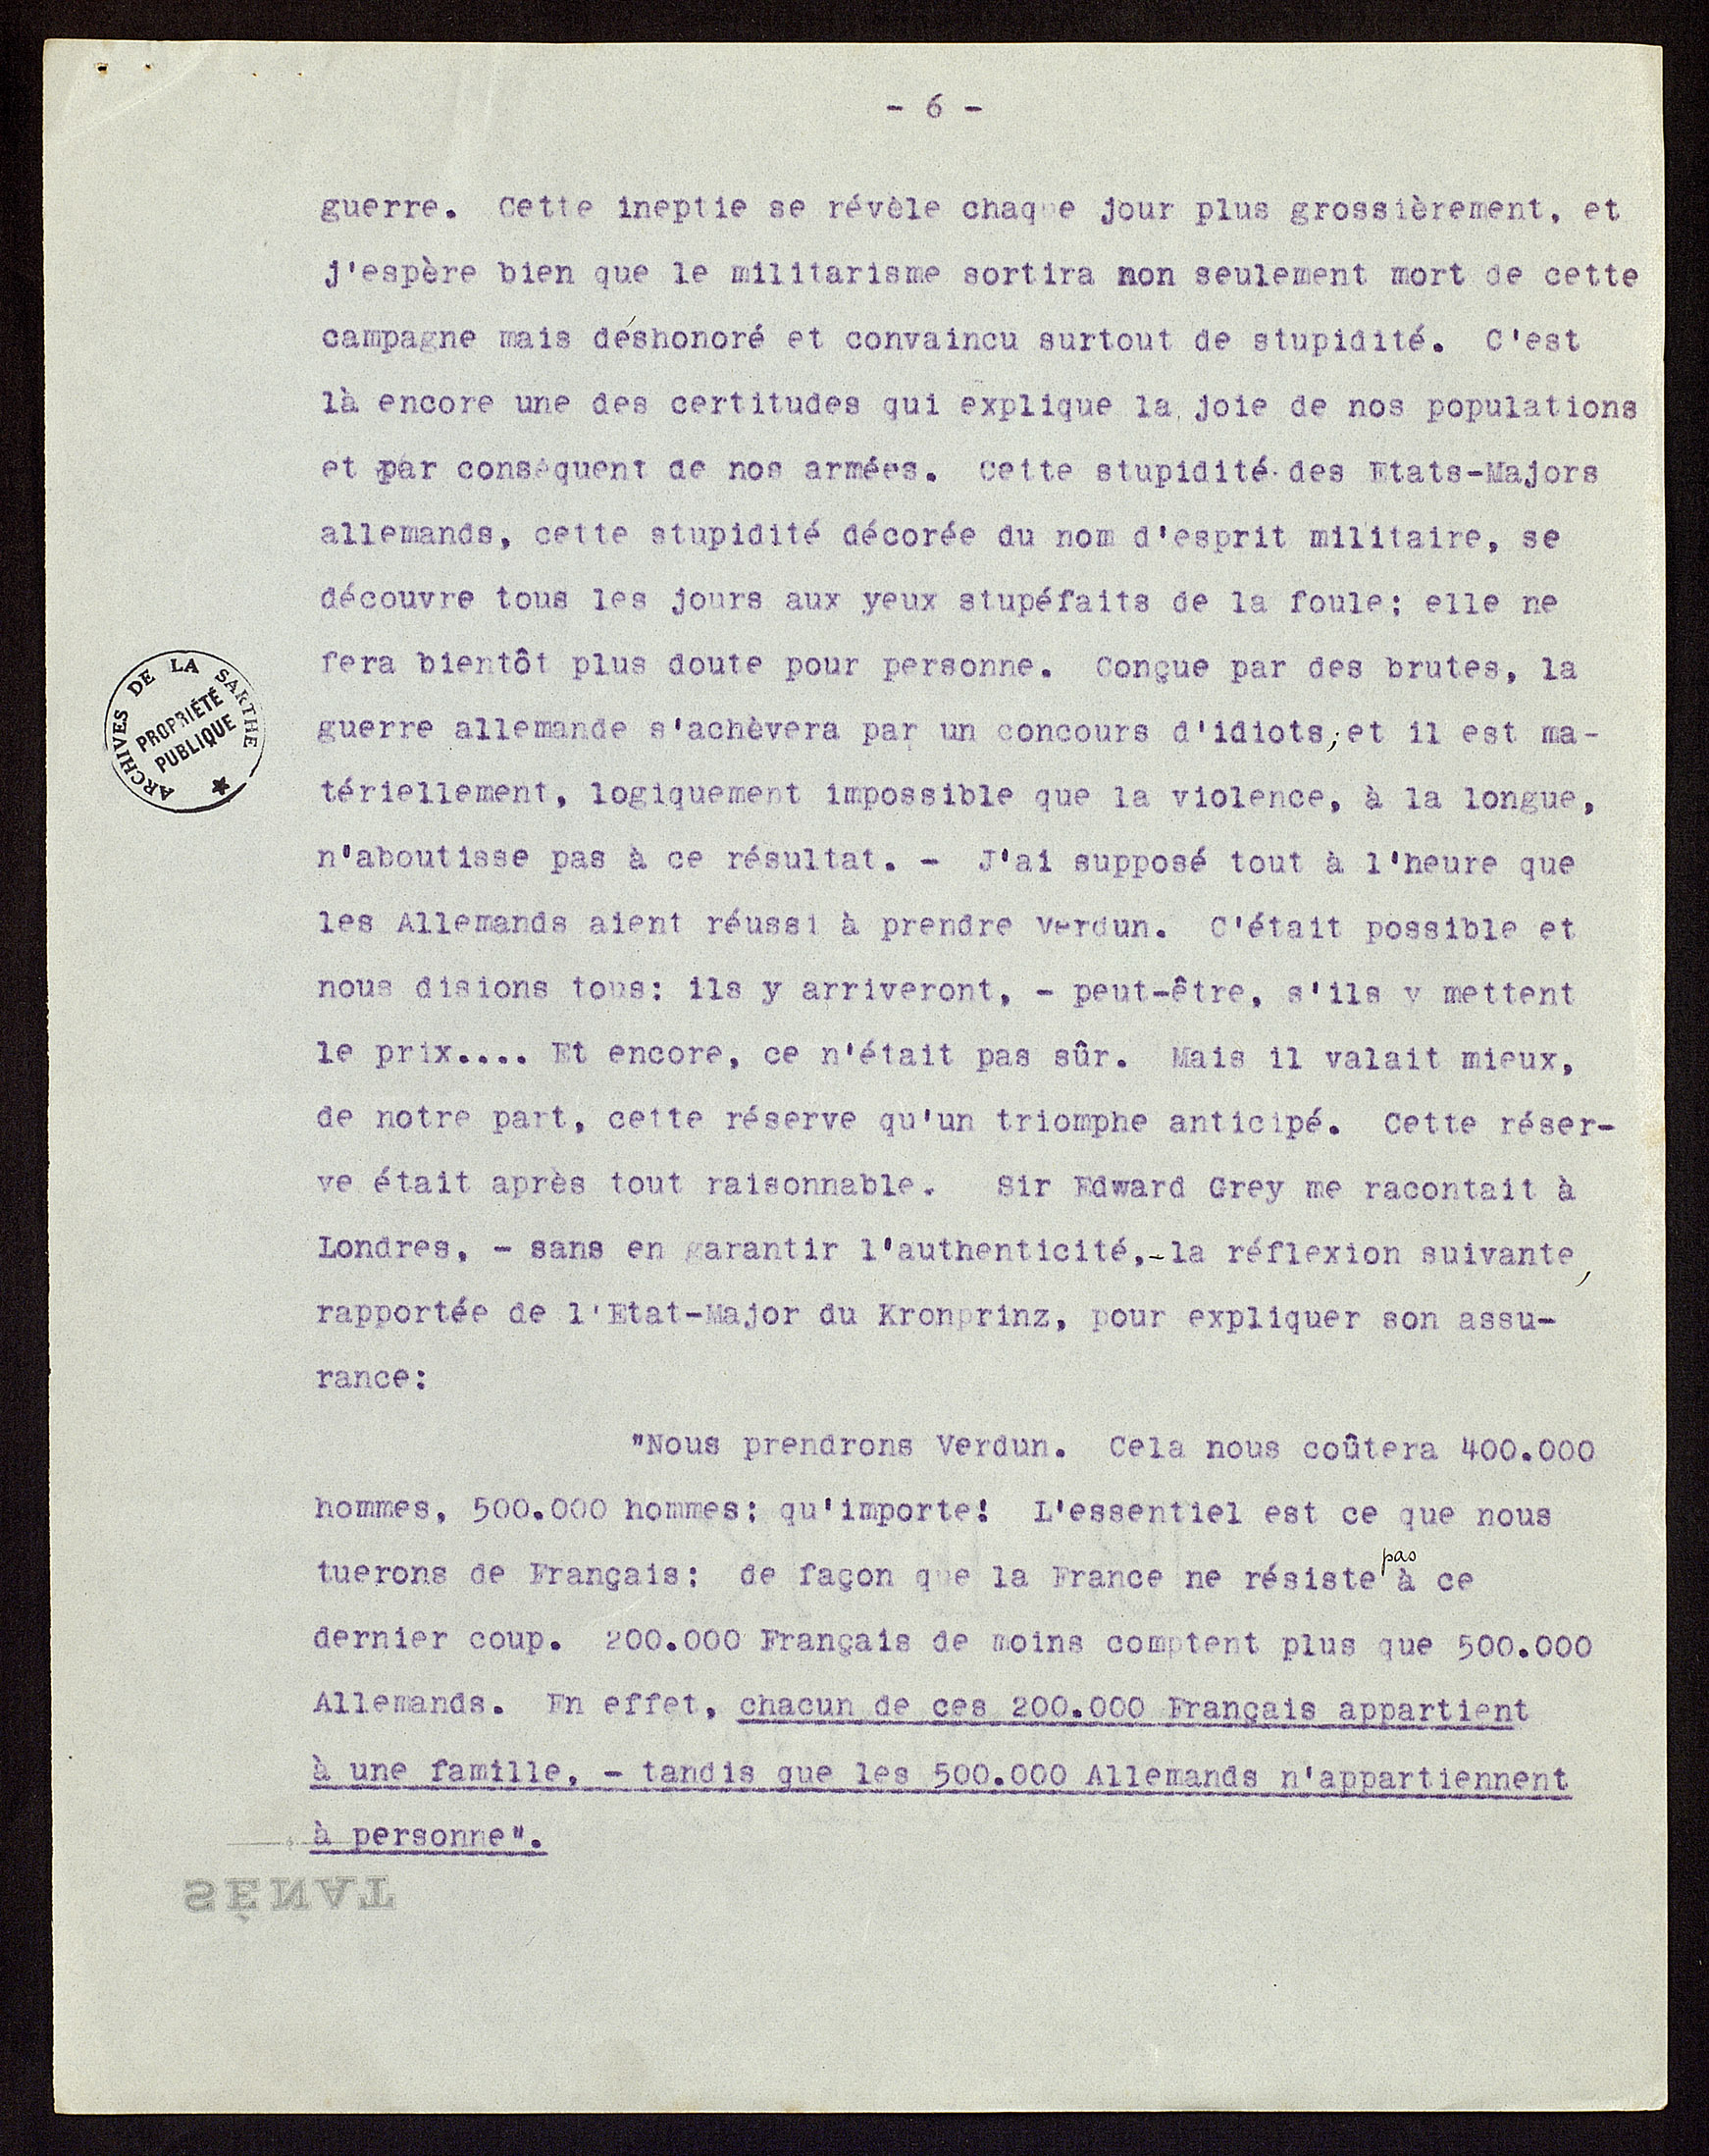 - 6 -
guerre. Cette ineptie se révèle chaque jour plus grossièrement, et
j'espère bien que le militarisme sortira non seulement mort de cette
campagne mais déshonoré et convaincu surtout de stupidité. C'est
là encore une des certitudes qui explique la joie de nos populations
et par conséquent de nos armées. Cette stupidité des Etats-Majors
allemands, cette stupidité décorée du nom d'esprit militaire, se
découvre tous les jours aux yeux stupéfaits de la foule; elle ne
fera bientôt plus doute pour personne. Conçue par des brutes, la
guerre allemande s'achèvera par un concours d'idiots; et il est ma-
tériellement, logiquement impossible que la violence, à la longue,
n'aboutisse pas à ce résultat. - J'ai supposé tout à l'heure que
les Allemands aient réussi à prendre Verdun. C'était possible et
nous disions tous: ils y arriveront, - peut-être, s'ils y mettent
le prix.... Et encore, ce n'était pas sûr. Mais il valait mieux,
de notre part, cette réserve qu'un triomphe anticipé. Cette réser-
ve était après tout raisonnable. Sir Edward Grey me racontait à
Londres, - sans en garantir l'authenticité,-la réflexion suivante,
rapportée de l'Etat-Major du Kronprinz, pour expliquer son assu-
rance:
"Nous prendrons Verdun. Cela nous coûtera 400.000
hommes, 500.000 hommes; qu'importe! L'essentiel est ce que nous
tuerons de Français; de façon que la France ne résiste pas à ce
dernier coup. 200.000 Français de moins comptent plus que 500.000
Allemands. En effet, chacun de ces 200.000 Français appartient
à une famille, - tandis que les 500.000 Allemands n'appartiennent
à personne".
ARCHIVES DE LA SARTHE
PROPRIÉTÉ
PUBLIQUE
SÉNAT